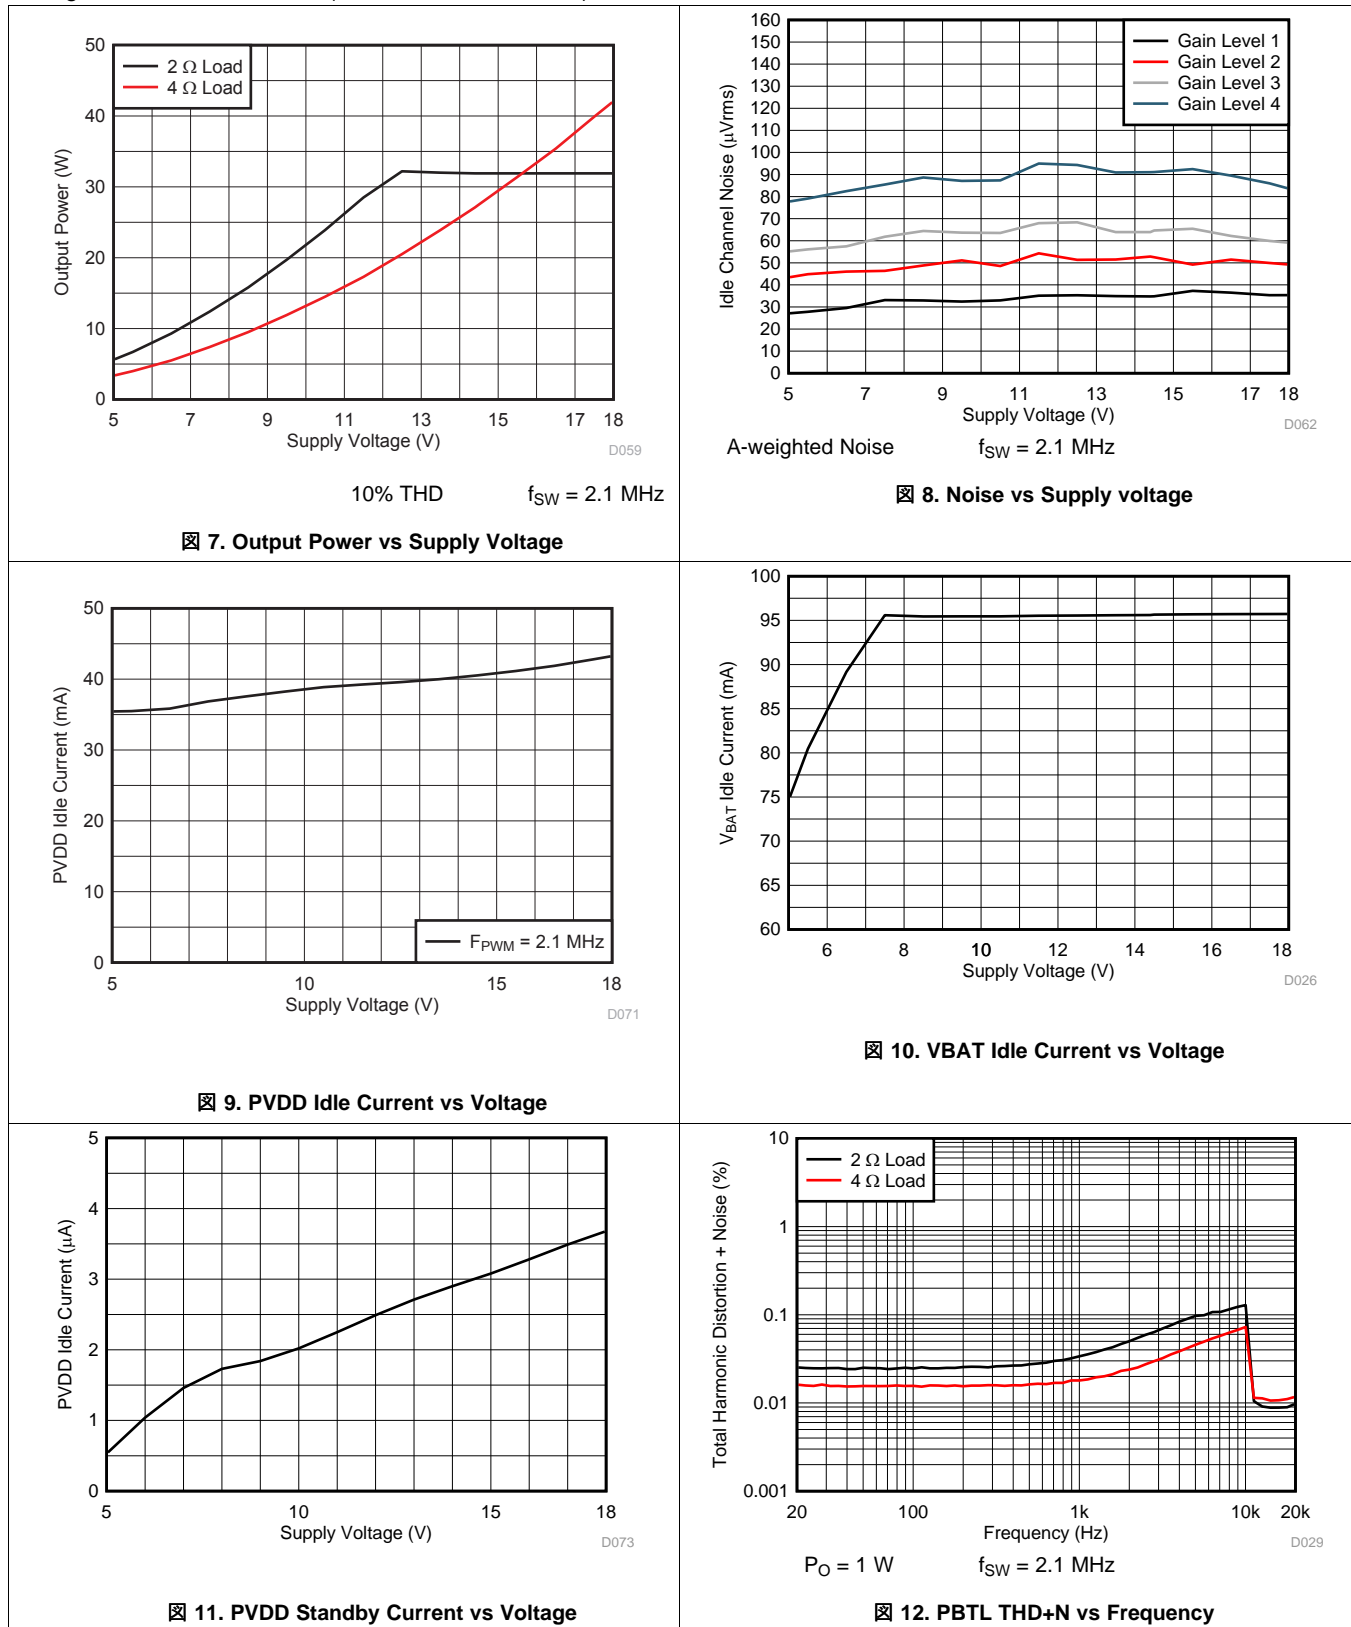 50
40
30
20
10
0
Output Power (W)
2 Ω Load
4 Ω Load
5 7 9 11 13 15 17 18
Supply Voltage (V)
D059
10% THD fSW = 2.1 MHz
図 7. Output Power vs Supply Voltage
160
150
140
130
120
110
100
90
80
70
60
50
40
30
20
10
0
Idle Channel Noise (μVrms)
Gain Level 1
Gain Level 2
Gain Level 3
Gain Level 4
5 7 9 11 13 15 17 18
Supply Voltage (V)
D062
A-weighted Noise fSW = 2.1 MHz
図 8. Noise vs Supply voltage
50
40
30
20
10
0
PVDD Idle Current (mA)
FPWM = 2.1 MHz
5 10 15 18
Supply Voltage (V)
D071
図 9. PVDD Idle Current vs Voltage
100
95
90
85
80
75
70
65
60
VBAT Idle Current (mA)
6 8 10 12 14 16 18
Supply Voltage (V)
D026
図 10. VBAT Idle Current vs Voltage
5
4
3
2
1
0
PVDD Idle Current (μA)
5 10 15 18
Supply Voltage (V)
D073
図 11. PVDD Standby Current vs Voltage
10
1
0.1
0.01
0.001
Total Harmonic Distortion + Noise (%)
2 Ω Load
4 Ω Load
20 100 1k 10k 20k
Frequency (Hz)
D029
PO = 1 W fSW = 2.1 MHz
図 12. PBTL THD+N vs Frequency